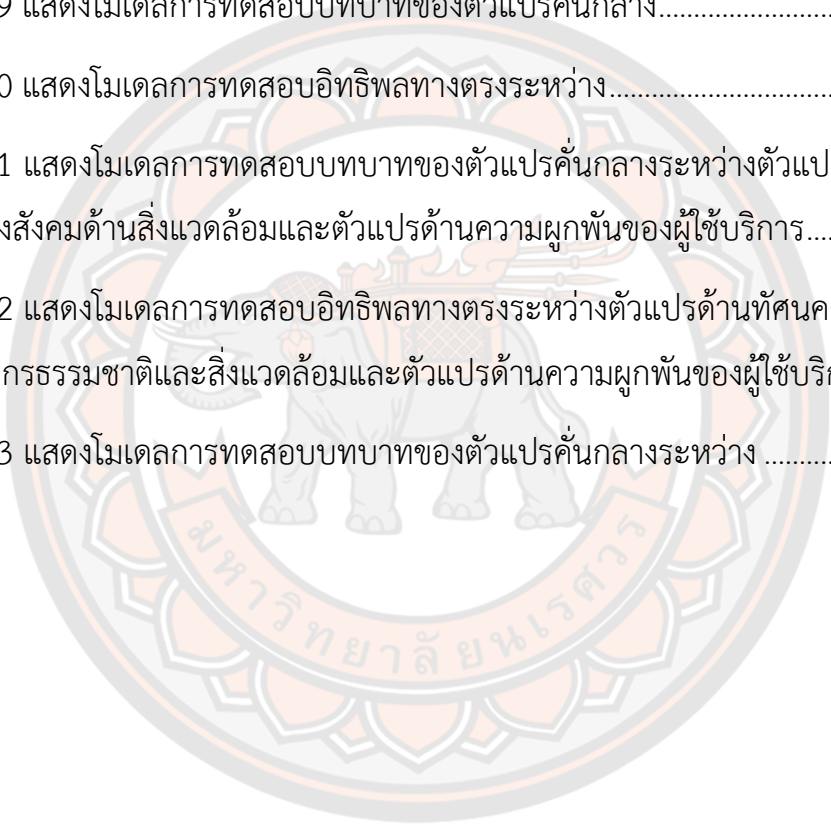 9 แสดงโมเดลการทดสอบบทบาทของตัวแปรคั่นกลาง........................
0 แสดงโมเดลการทดสอบอิทธิพลทางตรงระหว่าง...............................
1 แสดงโมเดลการทดสอบบทบาทของตัวแปรคั่นกลางระหว่างตัวแป
งสังคมด้านสิ่งแวดล้อมและตัวแปรด้านความผูกพันของผู้ใช้บริการ....
2 แสดงโมเดลการทดสอบอิทธิพลทางตรงระหว่างตัวแปรด้านทัศนค
กรธรรมชาติและสิ่งแวดล้อมและตัวแปรด้านความผูกพันของผู้ใช้บริก
3 แสดงโมเดลการทดสอบบทบาทของตัวแปรคั่นกลางระหว่าง ..........
มหาวิทยาลัยนเรศวร